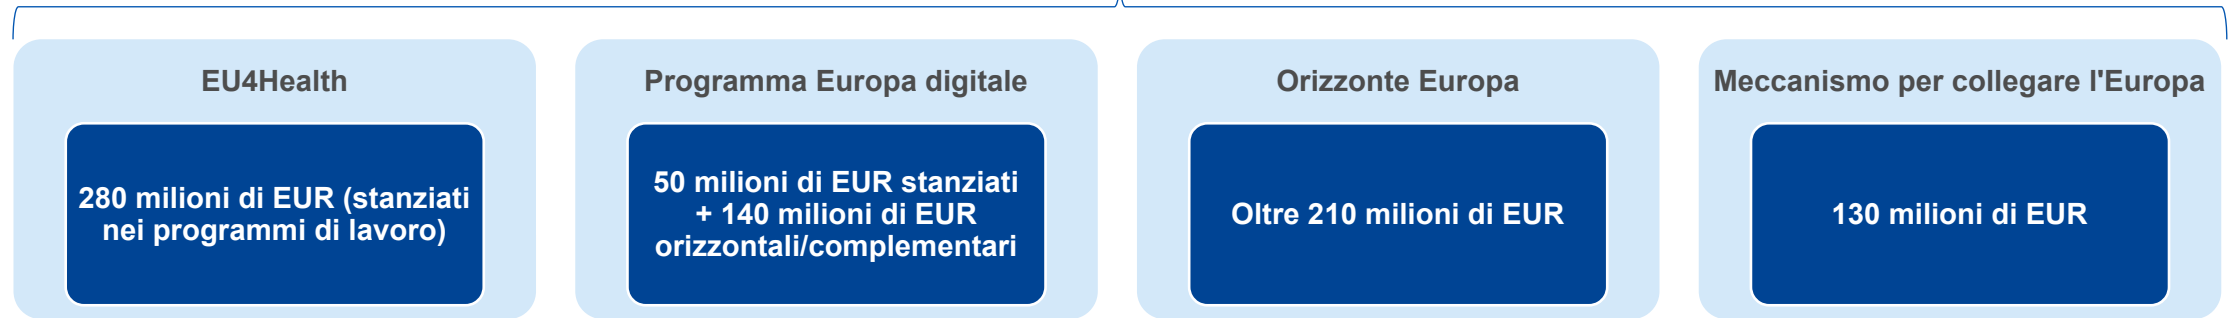 EU4Health
280 milioni di EUR (stanziati
nei programmi di lavoro)
Programma Europa digitale
50 milioni di EUR stanziati
+ 140 milioni di EUR
orizzontali/complementari
Orizzonte Europa
Oltre 210 milioni di EUR
Meccanismo per collegare l'Europa
130 milioni di EUR